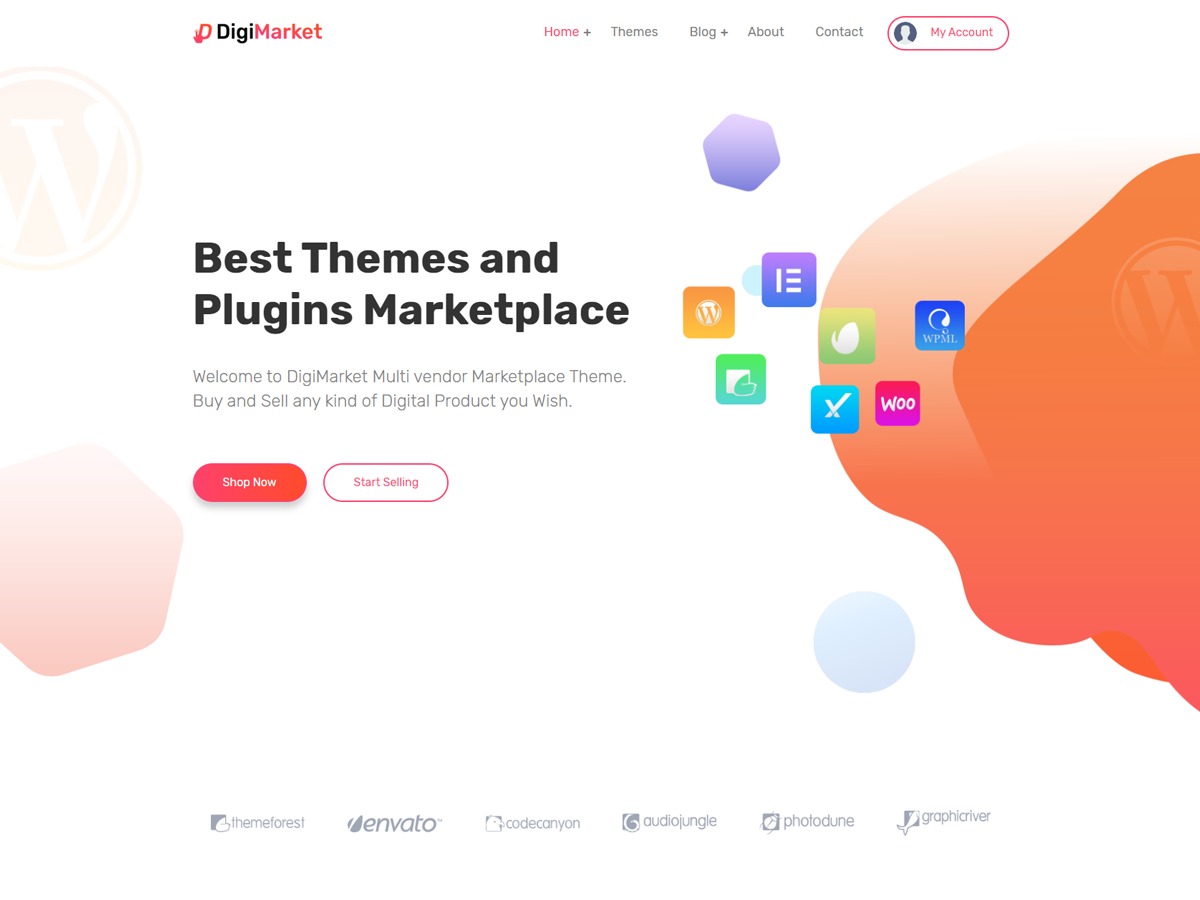 DigiMarket
Home + Themes Blog + About Contact My Account
Best Themes and
Plugins Marketplace
Welcome to DigiMarket Multi vendor Marketplace Theme.
Buy and Sell any kind of Digital Product you Wish.
WPML
WOO
Shop Now Start Selling
themeforest envato™ codecanyon audiojungle photodune graphicriver